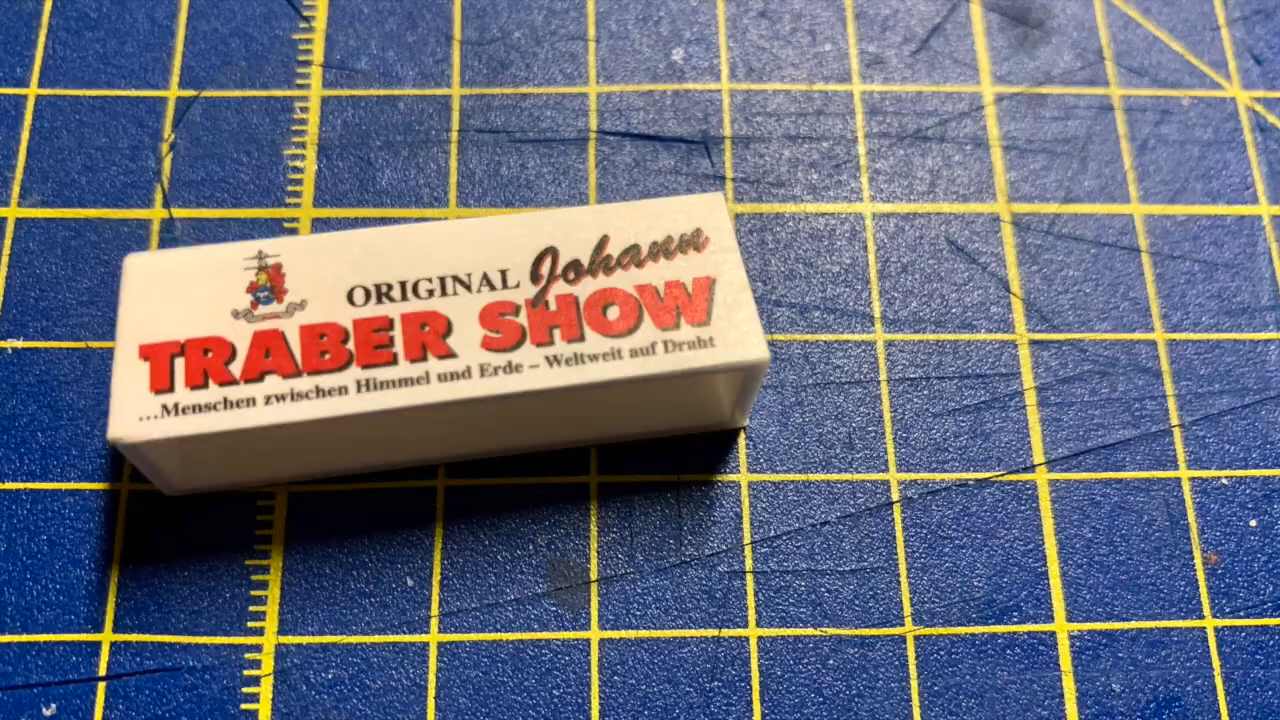 ORIGINAL Johann
TRABER SHOW
...Menschen zwischen Himmel und Erde – Weltweit auf Draht